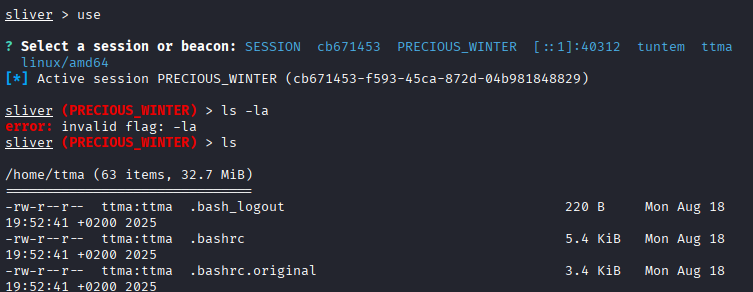 sliver > use
? Select a session or beacon: SESSION cb671453 PRECIOUS_WINTER [::1]:40312 tuntem ttma
linux/amd64
[*] Active session PRECIOUS_WINTER (cb671453-f593-45ca-872d-04b981848829)
sliver (PRECIOUS_WINTER) > ls -la
error: invalid flag: -la
sliver (PRECIOUS_WINTER) > ls
/home/ttma (63 items, 32.7 MiB)
===============================
-rw-r--r-- ttma:ttma .bash_logout 220 B Mon Aug 18
19:52:41 +0200 2025
-rw-r--r-- ttma:ttma .bashrc 5.4 KiB Mon Aug 18
19:52:41 +0200 2025
-rw-r--r-- ttma:ttma .bashrc.original 3.4 KiB Mon Aug 18
19:52:41 +0200 2025